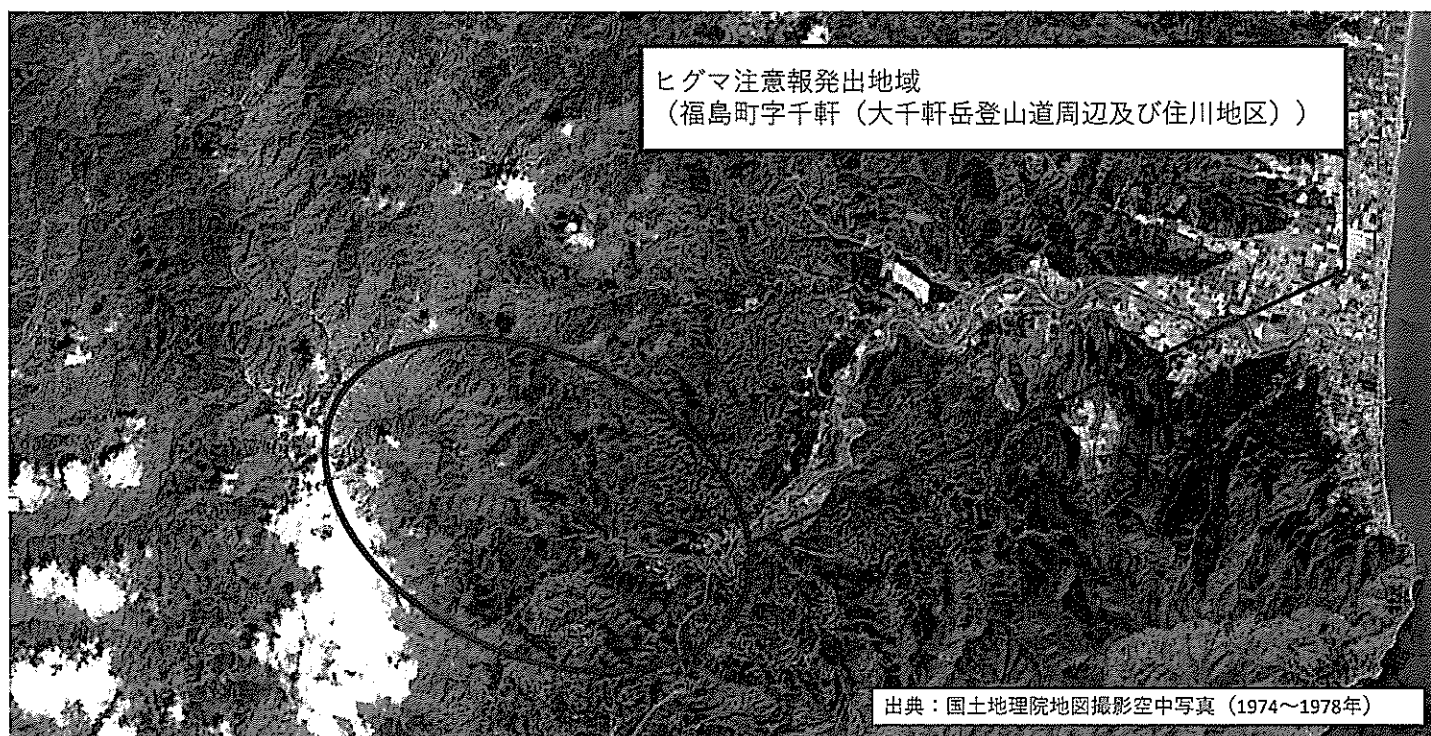 ヒグマ注意報発出地域
（福島町字千軒（大千軒岳登山道周辺及び住川地区））
出典：国土地理院地図撮影空中写真（1974～1978年）